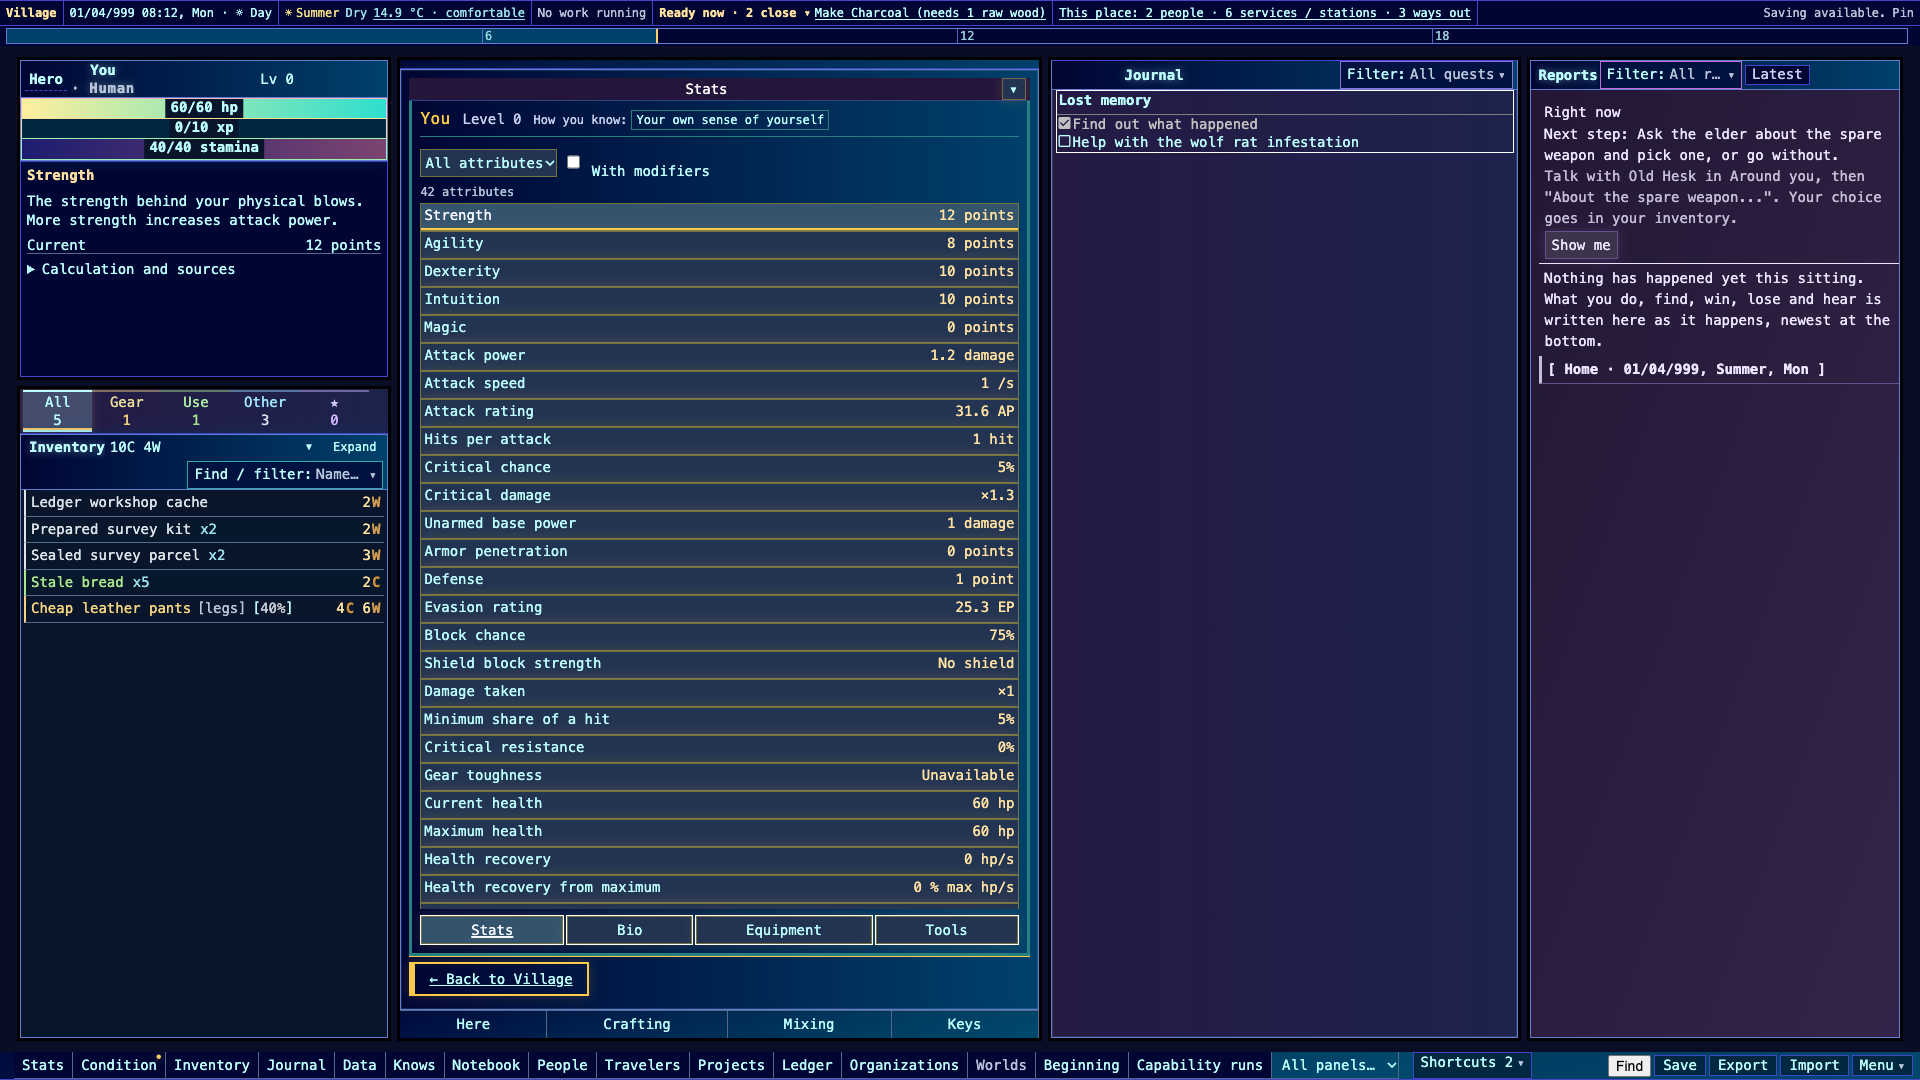 Village 01/04/999 08:12, Mon · ☀ Day ☀ Summer Dry 14.9 °C · comfortable No work running Ready now · 2 close ▾ Make Charcoal (needs 1 raw wood) This place: 2 people · 6 services / stations · 3 ways out Saving available. Pin
6 12 18
Hero · You Human Lv 0
60/60 hp
0/10 xp
40/40 stamina
Strength
The strength behind your physical blows.
More strength increases attack power.
Current 12 points
▶ Calculation and sources
All Gear Use Other ★
5 1 1 3 0
Inventory 10C 4W ▾ Expand
Find / filter: Name… ▾
Ledger workshop cache 2W
Prepared survey kit x2 2W
Sealed survey parcel x2 3W
Stale bread x5 2C
Cheap leather pants [legs] [40%] 4C 6W
Stats ▼
You Level 0 How you know: Your own sense of yourself
All attributes With modifiers
42 attributes
Strength 12 points
Agility 8 points
Dexterity 10 points
Intuition 10 points
Magic 0 points
Attack power 1.2 damage
Attack speed 1 /s
Attack rating 31.6 AP
Hits per attack 1 hit
Critical chance 5%
Critical damage ×1.3
Unarmed base power 1 damage
Armor penetration 0 points
Defense 1 point
Evasion rating 25.3 EP
Block chance 75%
Shield block strength No shield
Damage taken ×1
Minimum share of a hit 5%
Critical resistance 0%
Gear toughness Unavailable
Current health 60 hp
Maximum health 60 hp
Health recovery 0 hp/s
Health recovery from maximum 0 % max hp/s
Stats Bio Equipment Tools
← Back to Village
Here Crafting Mixing Keys
Journal Filter: All quests ▾
Lost memory
Find out what happened
Help with the wolf rat infestation
Reports Filter: All r… ▾ Latest
Right now
Next step: Ask the elder about the spare
weapon and pick one, or go without.
Talk with Old Hesk in Around you, then
"About the spare weapon...". Your choice
goes in your inventory.
Show me
Nothing has happened yet this sitting.
What you do, find, win, lose and hear is
written here as it happens, newest at the
bottom.
[ Home · 01/04/999, Summer, Mon ]
Stats Condition Inventory Journal Data Knows Notebook People Travelers Projects Ledger Organizations Worlds Beginning Capability runs All panels… Shortcuts 2 ▾ Find Save Export Import Menu ▾